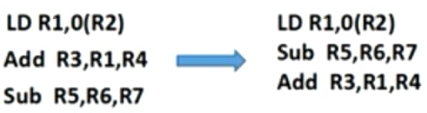 LD R1,0(R2)
Add R3,R1,R4
Sub R5,R6,R7
LD R1,0(R2)
Sub R5,R6,R7
Add R3,R1,R4